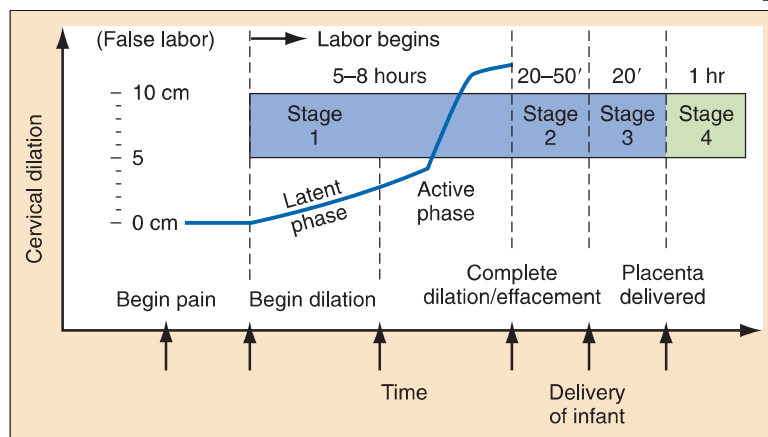 (False labor)
Labor begins
5–8 hours
20–50′
20′
1 hr
10 cm
5
0 cm
Stage
1
Stage
2
Stage
3
Stage
4
Latent
phase
Active
phase
Cervical dilation
Begin pain
Begin dilation
Complete
dilation/effacement
Placenta
delivered
Time
Delivery
of infant